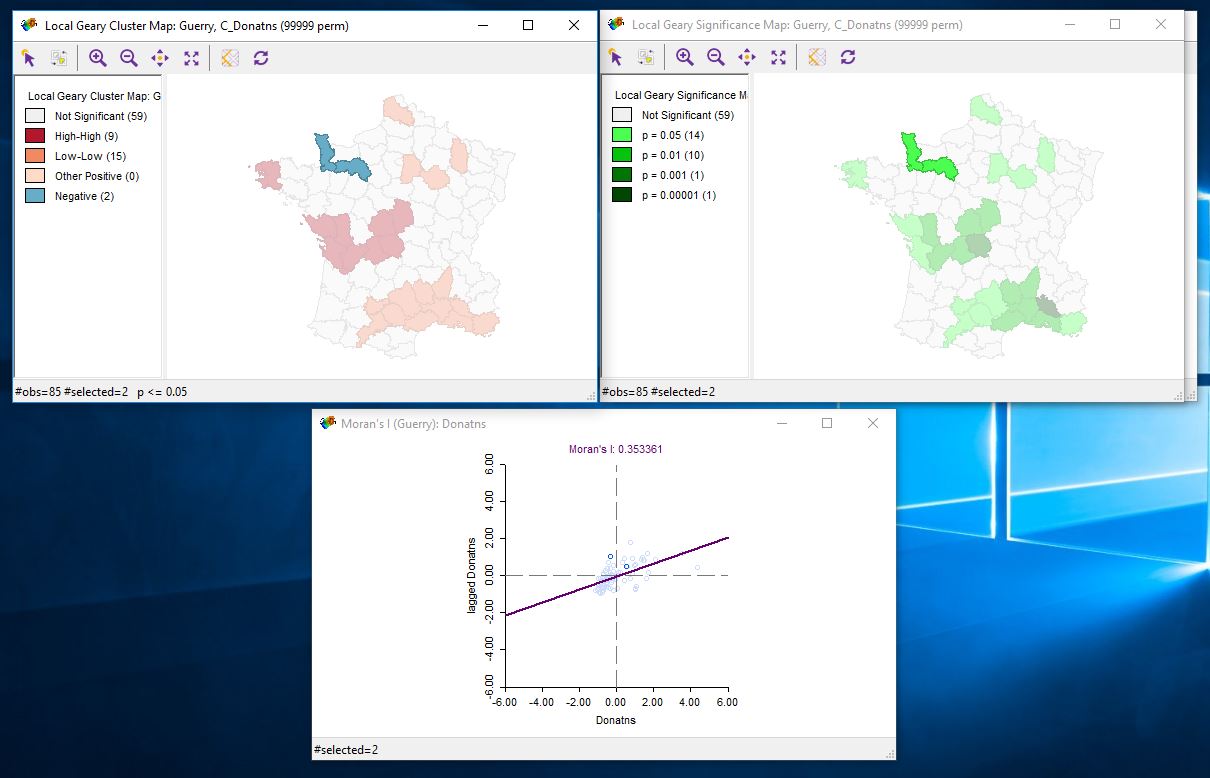 Local Geary Cluster Map: Guerry, C_Donatns (99999 perm)
Local Geary Cluster Map: G
Not Significant (59)
High-High (9)
Low-Low (15)
Other Positive (0)
Negative (2)
#obs=85 #selected=2 p <= 0.05
Local Geary Significance Map: Guerry, C_Donatns (99999 perm)
Local Geary Significance M
Not Significant (59)
p = 0.05 (14)
p = 0.01 (10)
p = 0.001 (1)
p = 0.00001 (1)
#obs=85 #selected=2
Moran's I (Guerry): Donatns
Moran's I: 0.353361
6.00
4.00
2.00
0.00
-2.00
-4.00
-6.00
lagged Donatns
-6.00 -4.00 -2.00 0.00 2.00 4.00 6.00
Donatns
#selected=2